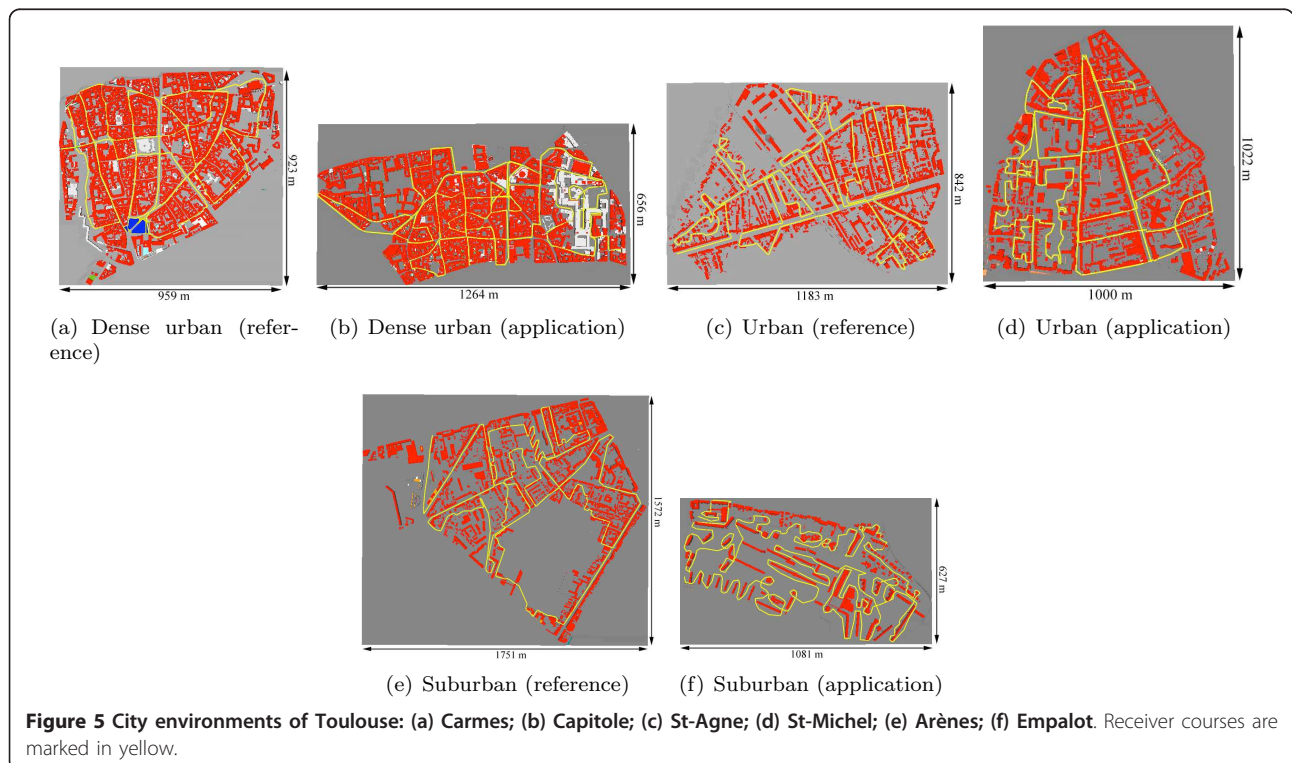 923 m
959 m
(a) Dense urban (refer-
ence)
656 m
1264 m
(b) Dense urban (application)
842 m
1183 m
(c) Urban (reference)
1022 m
1000 m
(d) Urban (application)
1572 m
1751 m
(e) Suburban (reference)
627 m
1081 m
(f) Suburban (application)
Figure 5 City environments of Toulouse: (a) Carmes; (b) Capitole; (c) St-Agne; (d) St-Michel; (e) Arènes; (f) Empalot. Receiver courses are
marked in yellow.